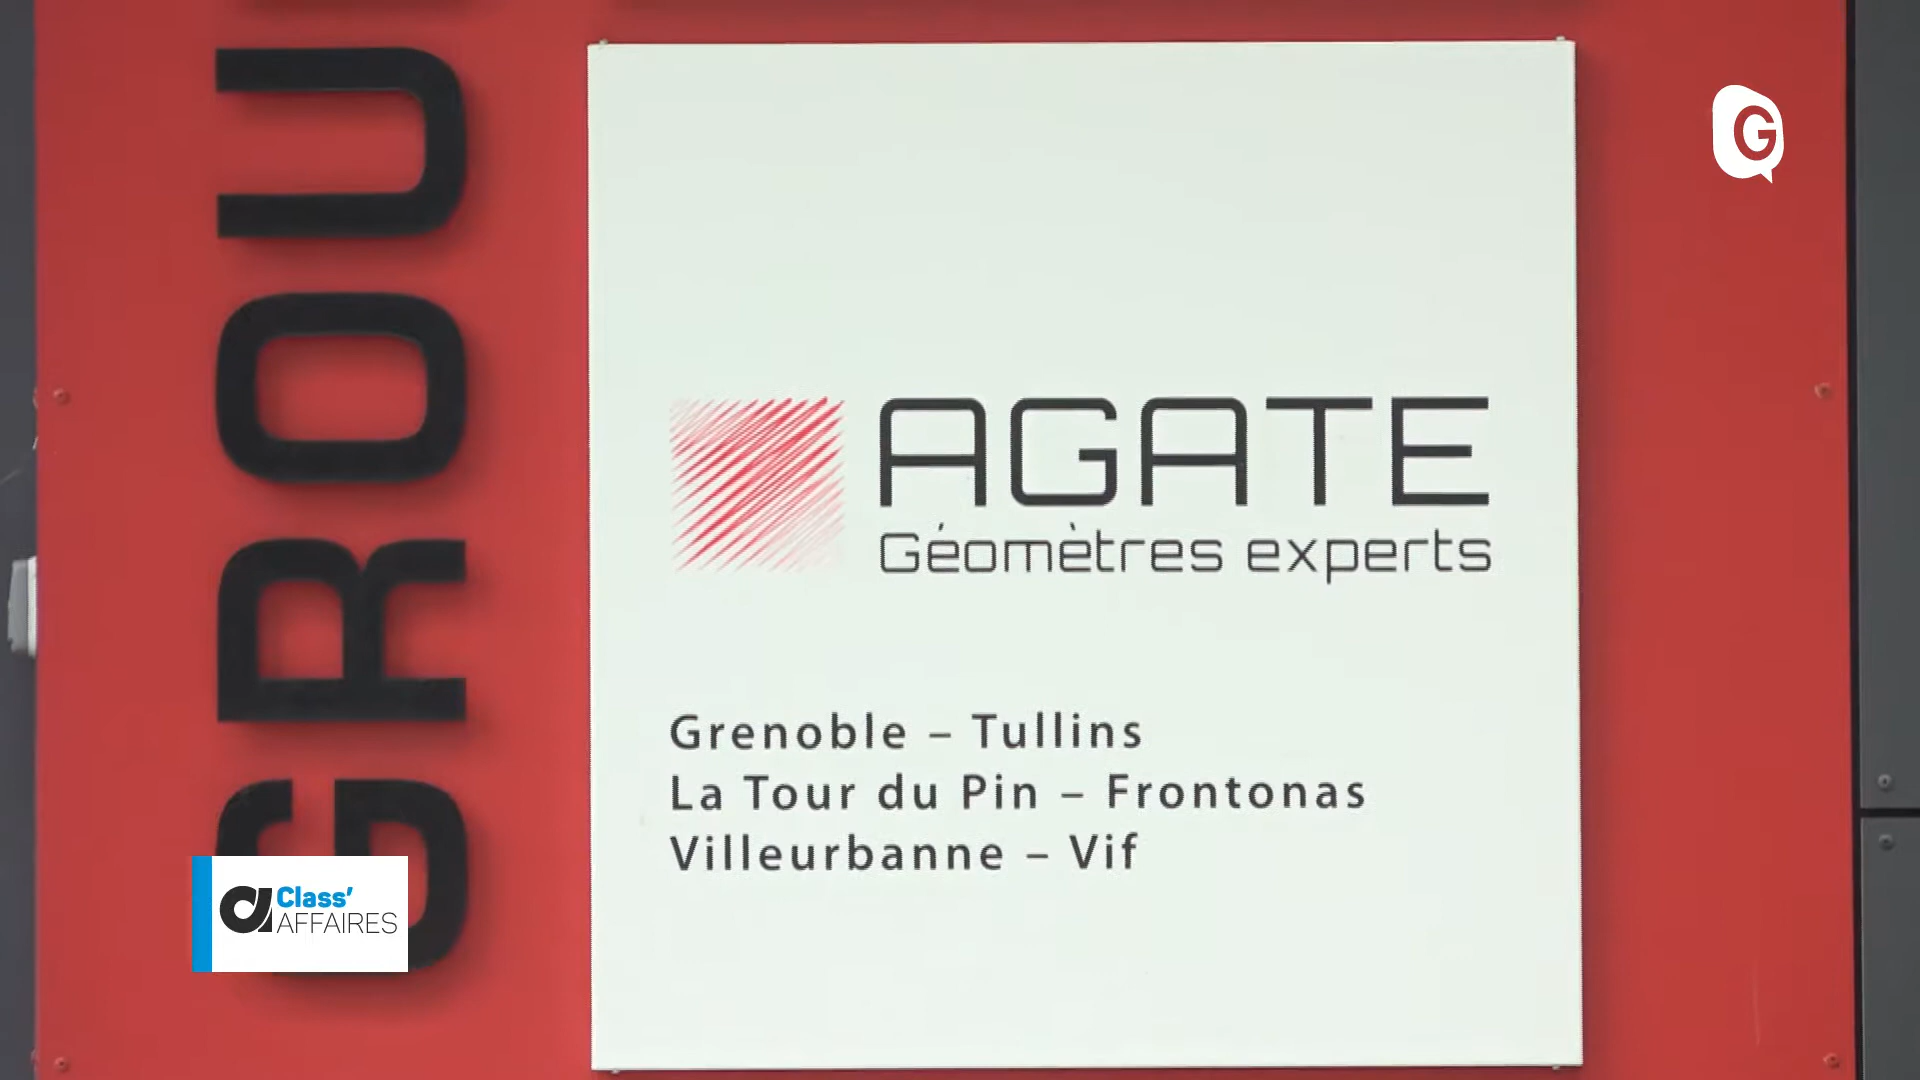 GROU
G
AGATE
Géomètres experts
Grenoble – Tullins
La Tour du Pin – Frontonas
Villeurbanne – Vif
Class'
AFFAIRES